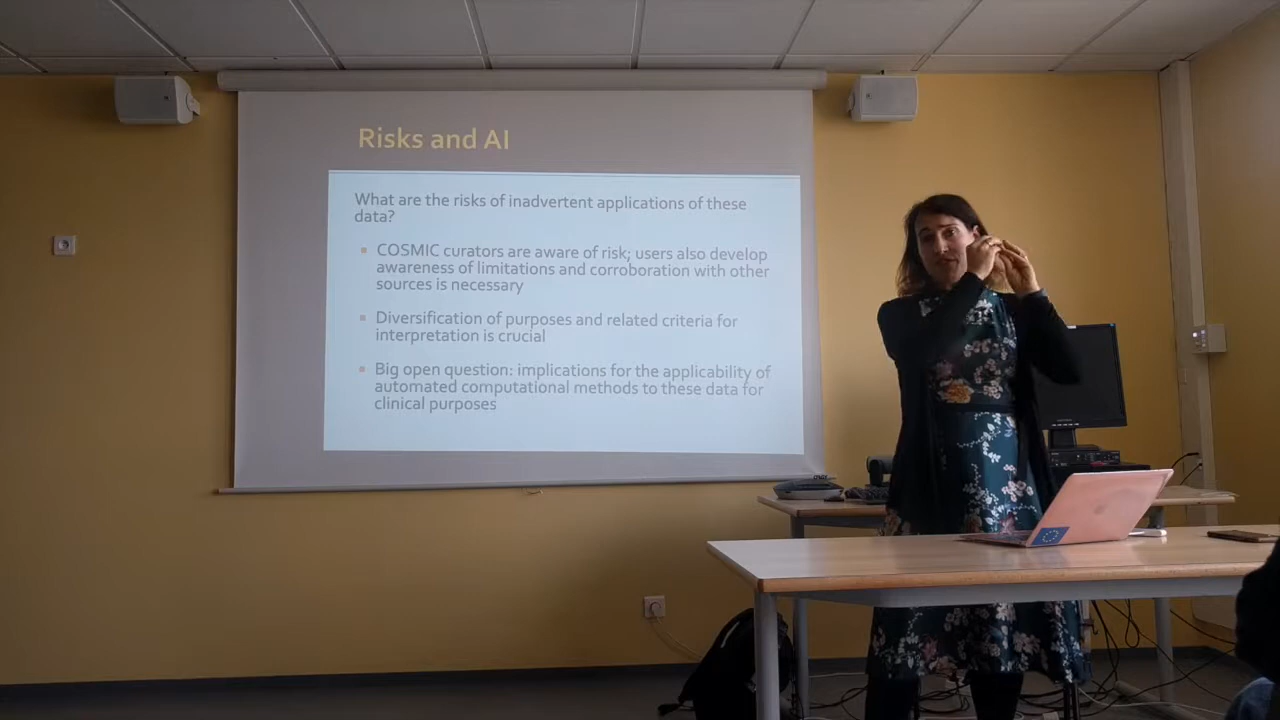 Risks and AI
What are the risks of inadvertent applications of these
data?
COSMIC curators are aware of risk; users also develop
awareness of limitations and corroboration with other
sources is necessary
Diversification of purposes and related criteria for
interpretation is crucial
Big open question: implications for the applicability of
automated computational methods to these data for
clinical purposes